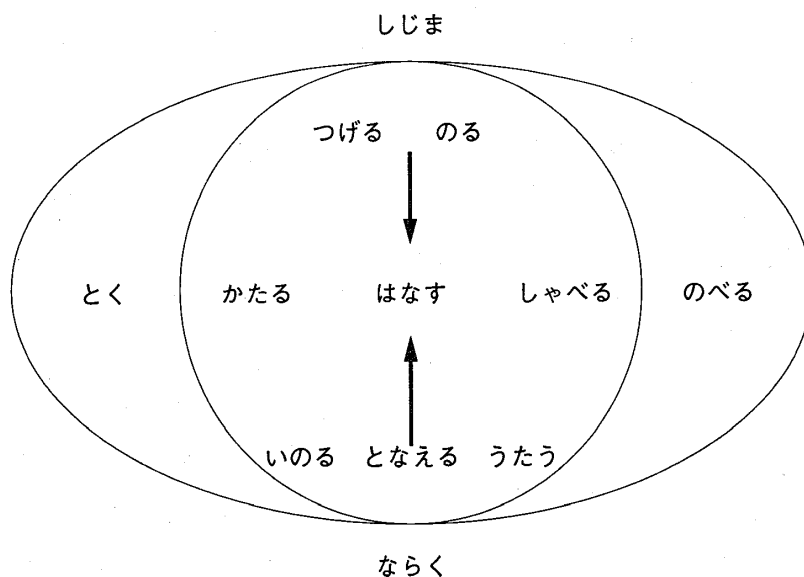 しじま
つげる のる
とく かたる はなす しゃべる のべる
いのる となえる うたう
ならく